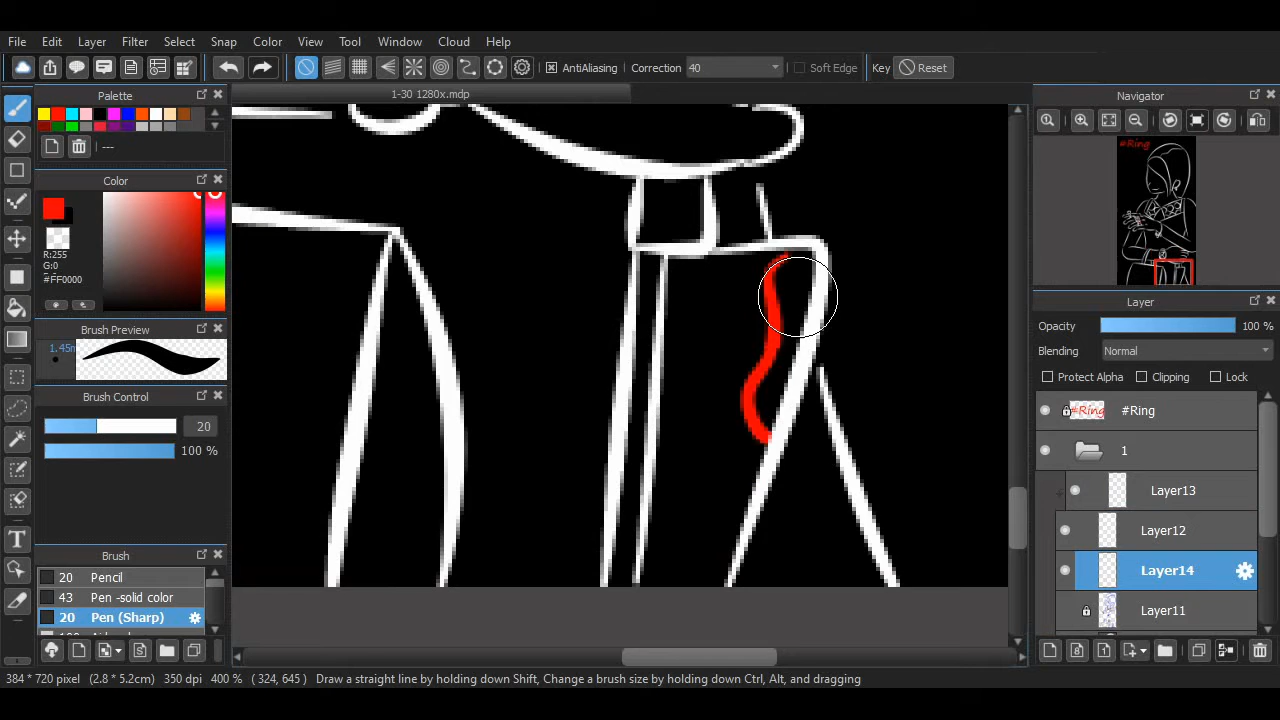 File Edit Layer Filter Select Snap Color View Tool Window Cloud Help
AntiAliasing Correction 40 Soft Edge Key Reset
Palette
1-30 1280x.mdp
Navigator
---
#Ring
Color
R:255
G:0
#FF0000
Brush Preview
1.45
Brush Control
20
100 %
Layer
Opacity 100 %
Blending Normal
Protect Alpha Clipping Lock
#Ring #Ring
1
Layer13
Layer12
Layer14
Layer11
Brush
20 Pencil
43 Pen -solid color
20 Pen (Sharp)
T
384 * 720 pixel (2.8 * 5.2cm) 350 dpi 400 % ( 324, 645 ) Draw a straight line by holding down Shift, Change a brush size by holding down Ctrl, Alt, and dragging